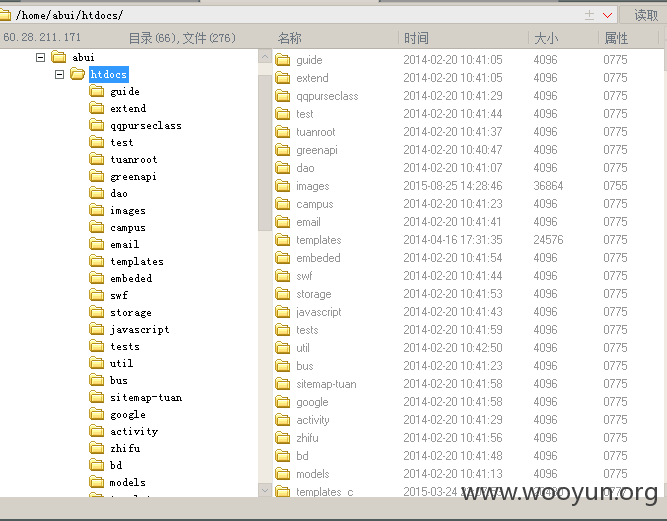 /home/abui/htdocs/ 读取
60.28.211.171 目录(66),文件(276) 名称 时间 大小 属性
abui
htdocs
guide
extend
qqpurseclass
test
tuanroot
greenapi
dao
images
campus
email
templates
embeded
swf
storage
javascript
tests
util
bus
sitemap-tuan
google
activity
zhifu
bd
models
guide 2014-02-20 10:41:05 4096 0775
extend 2014-02-20 10:41:05 4096 0775
qqpurseclass 2014-02-20 10:41:29 4096 0775
test 2014-02-20 10:41:44 4096 0775
tuanroot 2014-02-20 10:41:37 4096 0775
greenapi 2014-02-20 10:40:47 4096 0775
dao 2014-02-20 10:41:07 4096 0775
images 2015-08-25 14:28:46 36864 0755
campus 2014-02-20 10:41:23 4096 0775
email 2014-02-20 10:41:41 4096 0775
templates 2014-04-16 17:31:35 24576 0775
embeded 2014-02-20 10:41:54 4096 0775
swf 2014-02-20 10:41:44 4096 0775
storage 2014-02-20 10:41:53 4096 0775
javascript 2014-02-20 10:41:43 4096 0775
tests 2014-02-20 10:41:59 4096 0775
util 2014-02-20 10:42:50 4096 0775
bus 2014-02-20 10:41:23 4096 0775
sitemap-tuan 2014-02-20 10:41:58 4096 0775
google 2014-02-20 10:41:58 4096 0775
activity 2014-02-20 10:41:29 4096 0775
zhifu 2014-02-20 10:41:56 4096 0775
bd 2014-02-20 10:41:48 4096 0775
models 2014-02-20 10:41:13 4096 0775
templates_c 2015-03-24 0775
www.wooyun.org